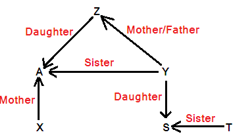 Z
Daughter
Mother/Father
Sister
A
Y
Mother
Daughter
Sister
X
S
T